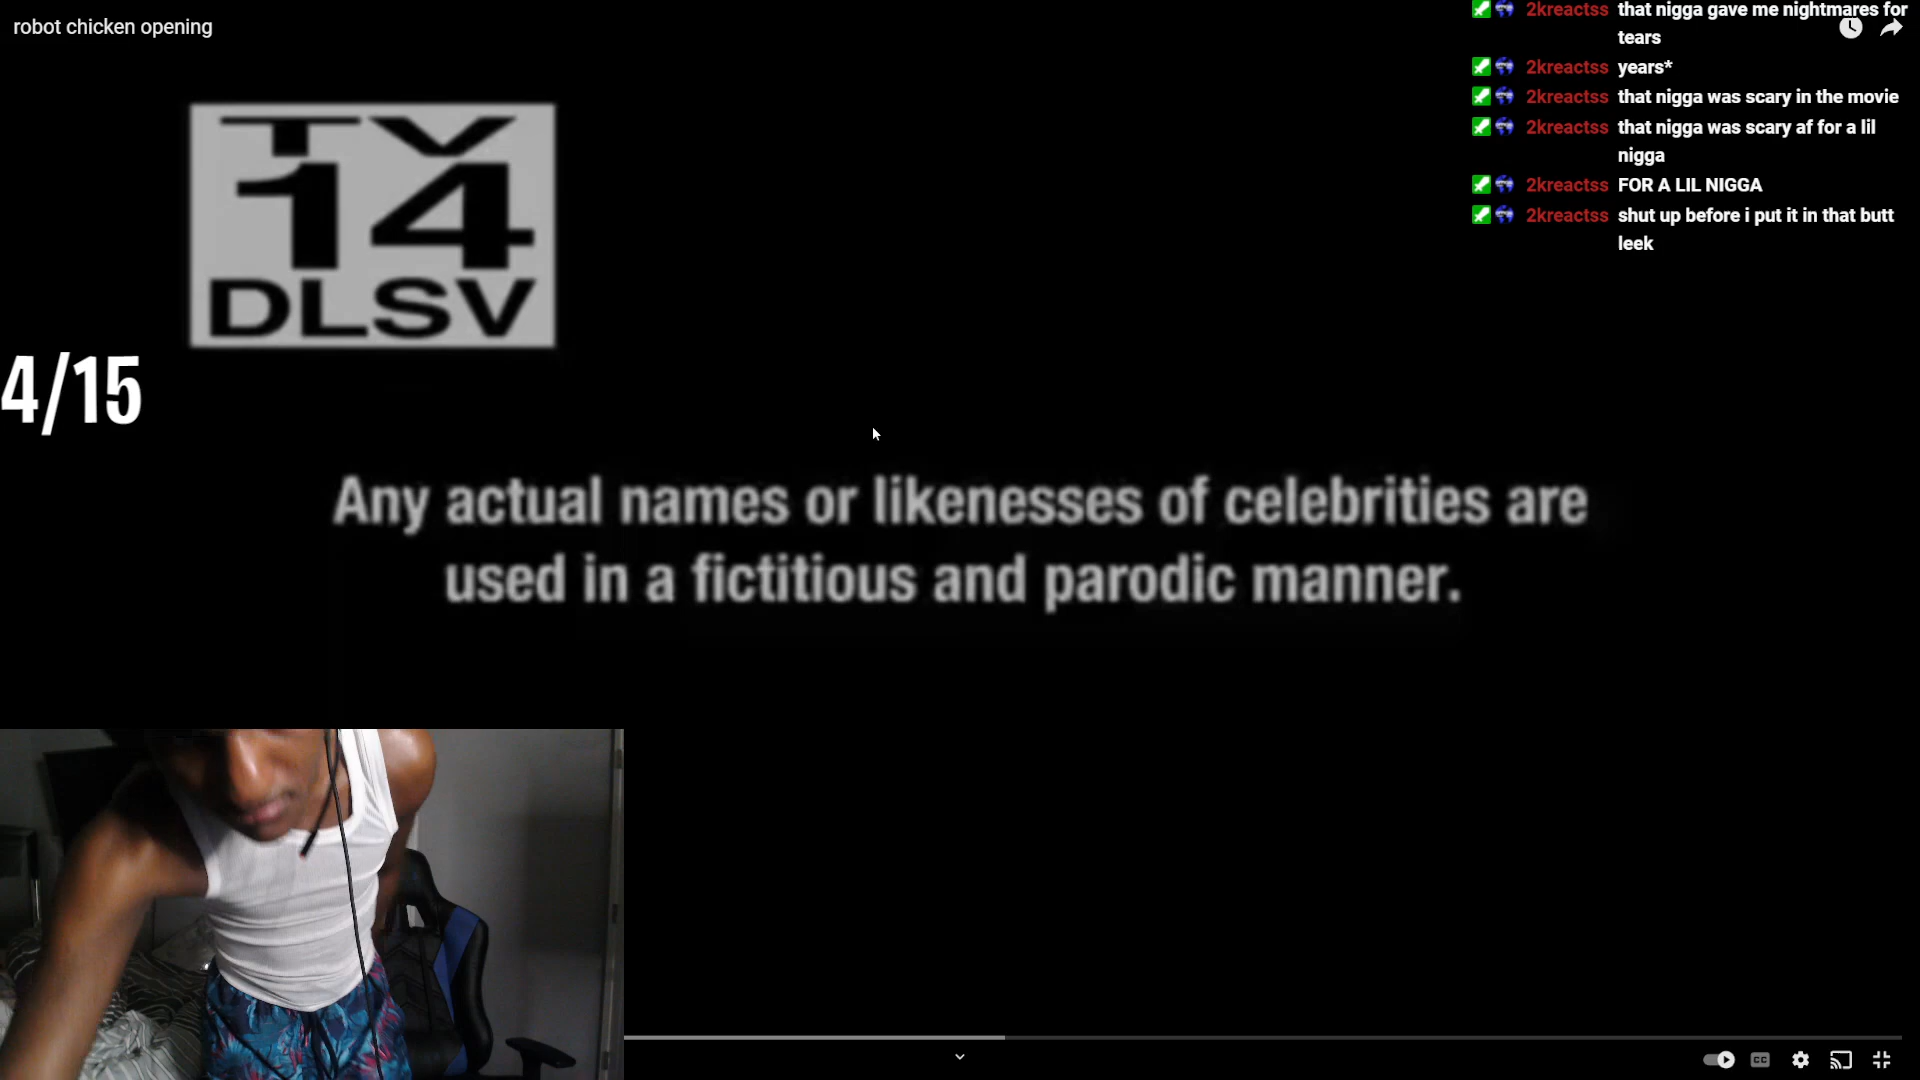 robot chicken opening
2kreactss that nigga gave me nightmares for
tears
2kreactss years*
2kreactss that nigga was scary in the movie
2kreactss that nigga was scary af for a lil
nigga
2kreactss FOR A LIL NIGGA
2kreactss shut up before i put it in that butt
leek
TV
14
DLSV
4/15
Any actual names or likenesses of celebrities are
used in a fictitious and parodic manner.
CC